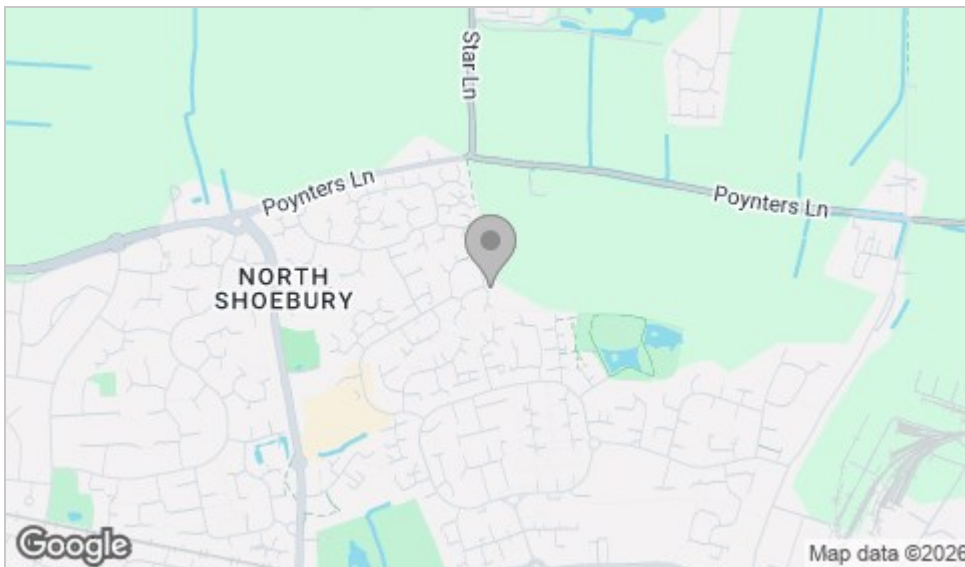 Star Ln
Poynters Ln
Poynters Ln
NORTH
SHOEBURY
Google
Map data ©2026